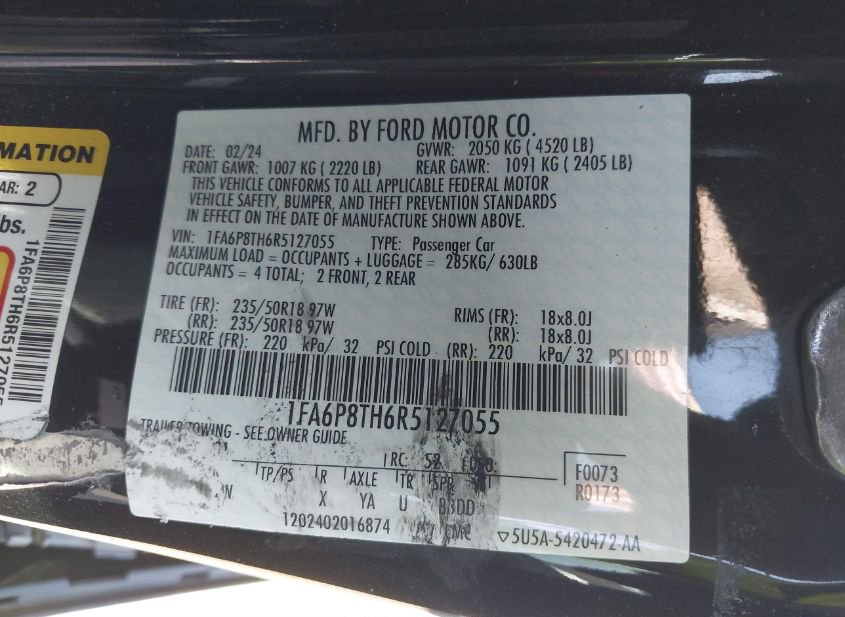 MATION
AR: 2
bs.
1FA6P8TH6R5127055
MFD. BY FORD MOTOR CO.
DATE: 02/24 GVWR: 2050 KG ( 4520 LB)
FRONT GAWR: 1007 KG ( 2220 LB) REAR GAWR: 1091 KG ( 2405 LB)
THIS VEHICLE CONFORMS TO ALL APPLICABLE FEDERAL MOTOR
VEHICLE SAFETY, BUMPER, AND THEFT PREVENTION STANDARDS
IN EFFECT ON THE DATE OF MANUFACTURE SHOWN ABOVE.
VIN: 1FA6P8TH6R5127055 TYPE: Passenger Car
MAXIMUM LOAD = OCCUPANTS + LUGGAGE = 285KG/ 630LB
OCCUPANTS = 4 TOTAL; 2 FRONT, 2 REAR
TIRE (FR): 235/50R18 97W RIMS (FR): 18x8.0J
(RR): 235/50R18 97W (RR): 18x8.0J
PRESSURE (FR): 220 kPa/ 32 PSI COLD (RR): 220 kPa/ 32 PSI COLD
1FA6P8TH6R5127055
TRAILER TOWING - SEE OWNER GUIDE
RC: 52 F0073
TP/PS R AXLE TR SPR R0173
X YA U
1202402016874 5U5A-5420472-AA